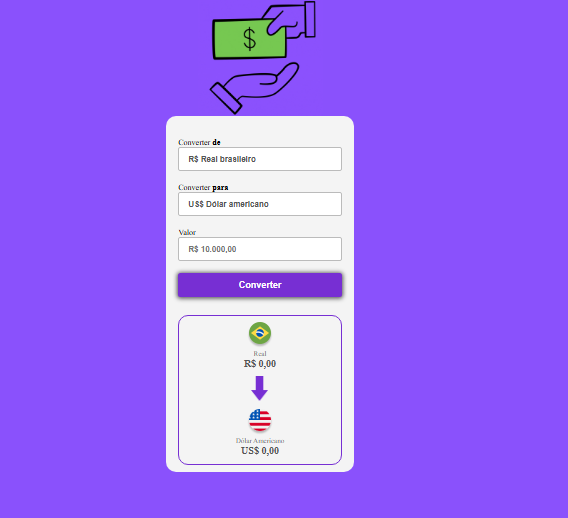 $
Converter de
R$ Real brasileiro
Converter para
US$ Dólar americano
Valor
R$ 10.000,00
Converter
Real
R$ 0,00
Dólar Americano
US$ 0,00